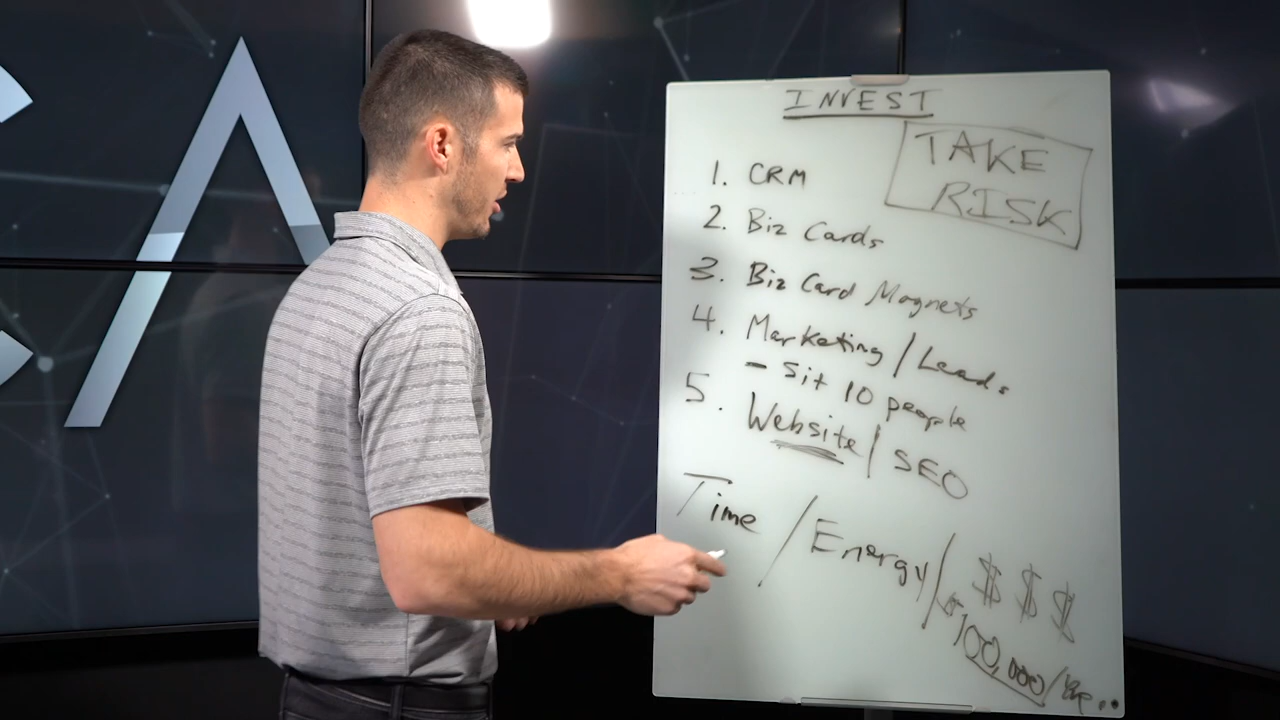 CA
INVEST
TAKE
RISK
1. CRM
2. Biz Cards
3. Biz Card Magnets
4. Marketing / Leads
- Sit 10 people
5. Website / SEO
Time / Energy / $ $ $
100,000 /